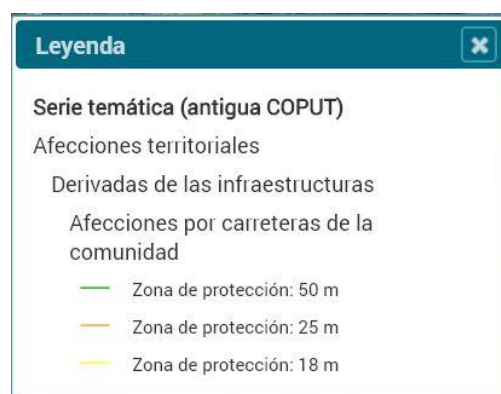 Leyenda
Serie temática (antigua COPUT)
Afecciones territoriales
Derivadas de las infraestructuras
Afecciones por carreteras de la
comunidad
Zona de protección: 50 m
Zona de protección: 25 m
Zona de protección: 18 m